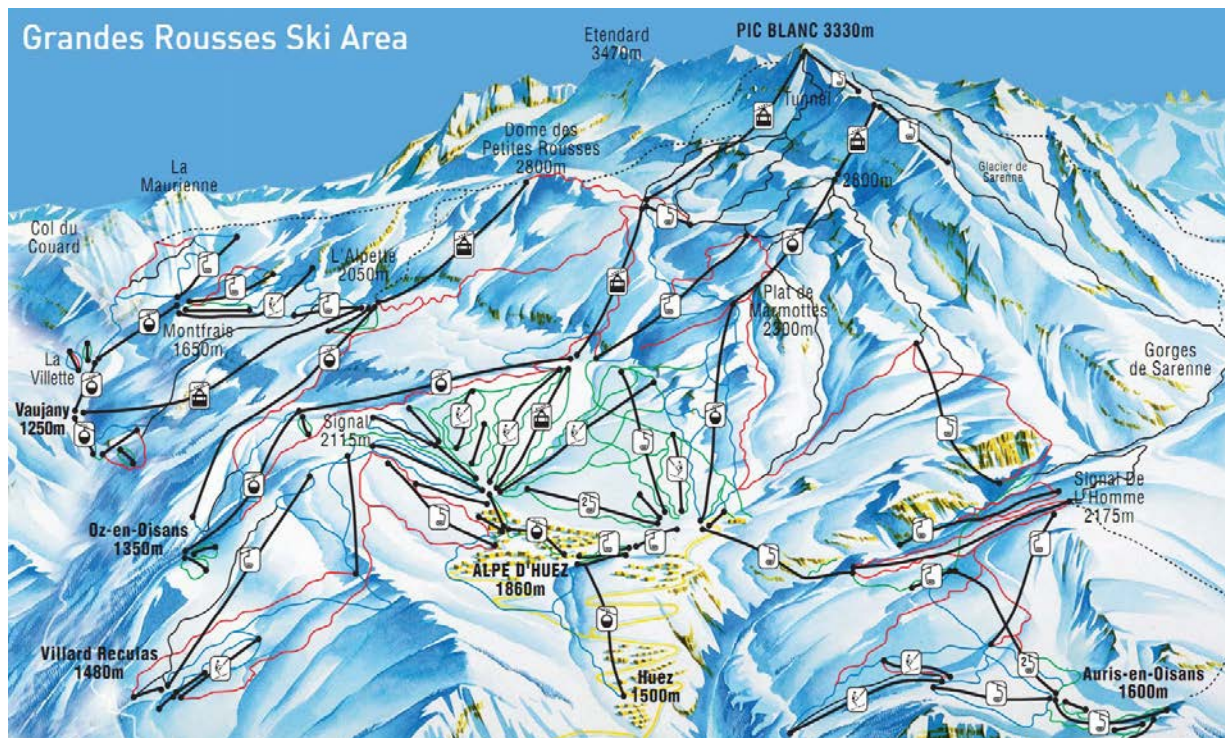 Grandes Rousses Ski Area
Etendard
3470m
PIC BLANC 3330m
Tunnel
Dome des
Petites Rousses
2800m
La
Maurienne
2800m
Glacier de
Sarenne
Col du
Couard
L'Alpette
2050m
Plat de
Marmottes
2300m
Montfrais
1650m
La
Villette
Gorges
de Sarenne
Vaujany
1250m
Signal
2115m
Signal De
L'Homme
2175m
2
Oz-en-Oisans
1350m
ALPE D'HUEZ
1860m
Villard Reculas
1480m
Huez
1500m
2
Auris-en-Oisans
1600m